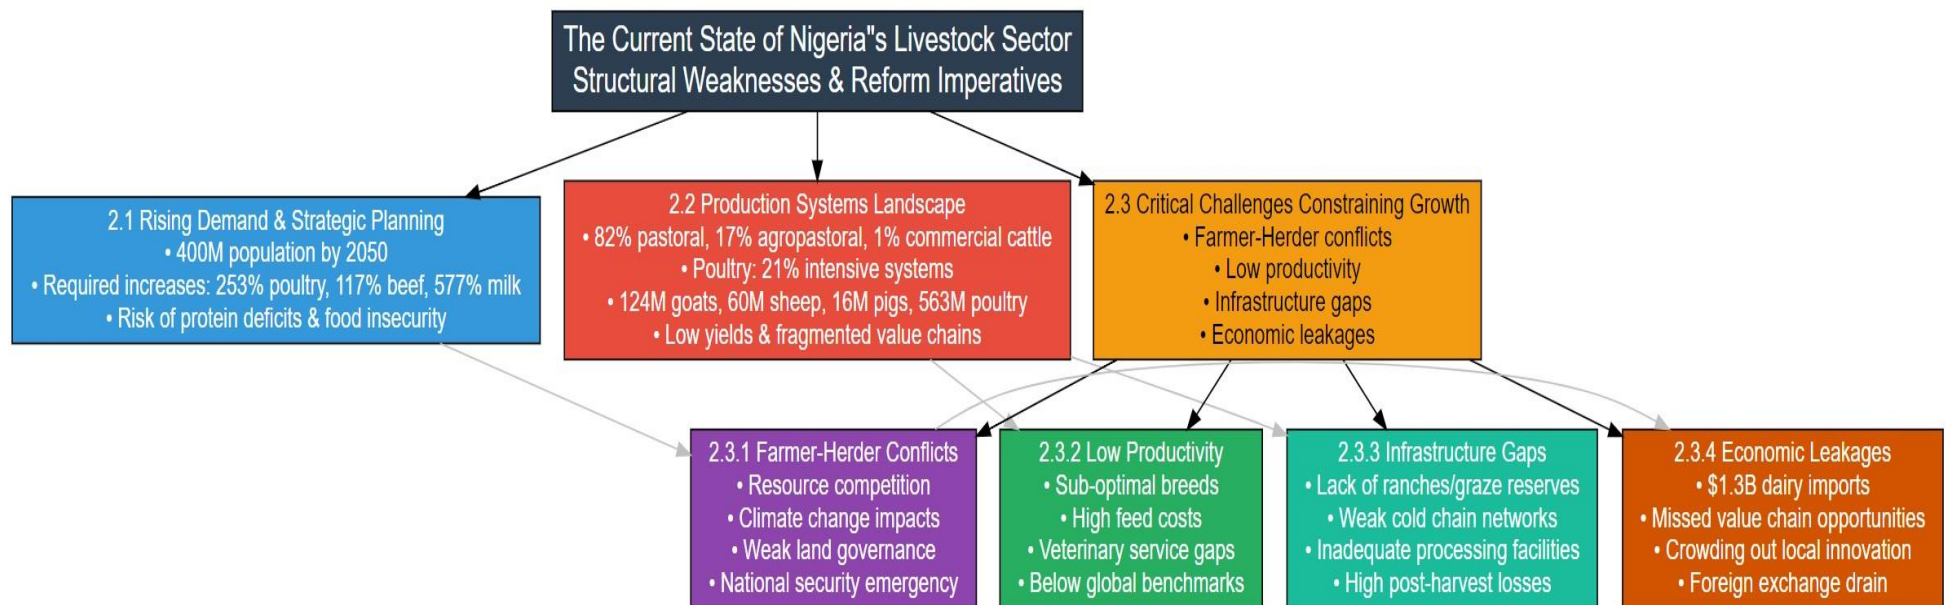 The Current State of Nigeria"s Livestock Sector
Structural Weaknesses & Reform Imperatives
2.1 Rising Demand & Strategic Planning
• 400M population by 2050
• Required increases: 253% poultry, 117% beef, 577% milk
• Risk of protein deficits & food insecurity
2.2 Production Systems Landscape
• 82% pastoral, 17% agropastoral, 1% commercial cattle
• Poultry: 21% intensive systems
• 124M goats, 60M sheep, 16M pigs, 563M poultry
• Low yields & fragmented value chains
2.3 Critical Challenges Constraining Growth
• Farmer-Herder conflicts
• Low productivity
• Infrastructure gaps
• Economic leakages
2.3.1 Farmer-Herder Conflicts
• Resource competition
• Climate change impacts
• Weak land governance
• National security emergency
2.3.2 Low Productivity
• Sub-optimal breeds
• High feed costs
• Veterinary service gaps
• Below global benchmarks
2.3.3 Infrastructure Gaps
• Lack of ranches/graze reserves
• Weak cold chain networks
• Inadequate processing facilities
• High post-harvest losses
2.3.4 Economic Leakages
• $1.3B dairy imports
• Missed value chain opportunities
• Crowding out local innovation
• Foreign exchange drain